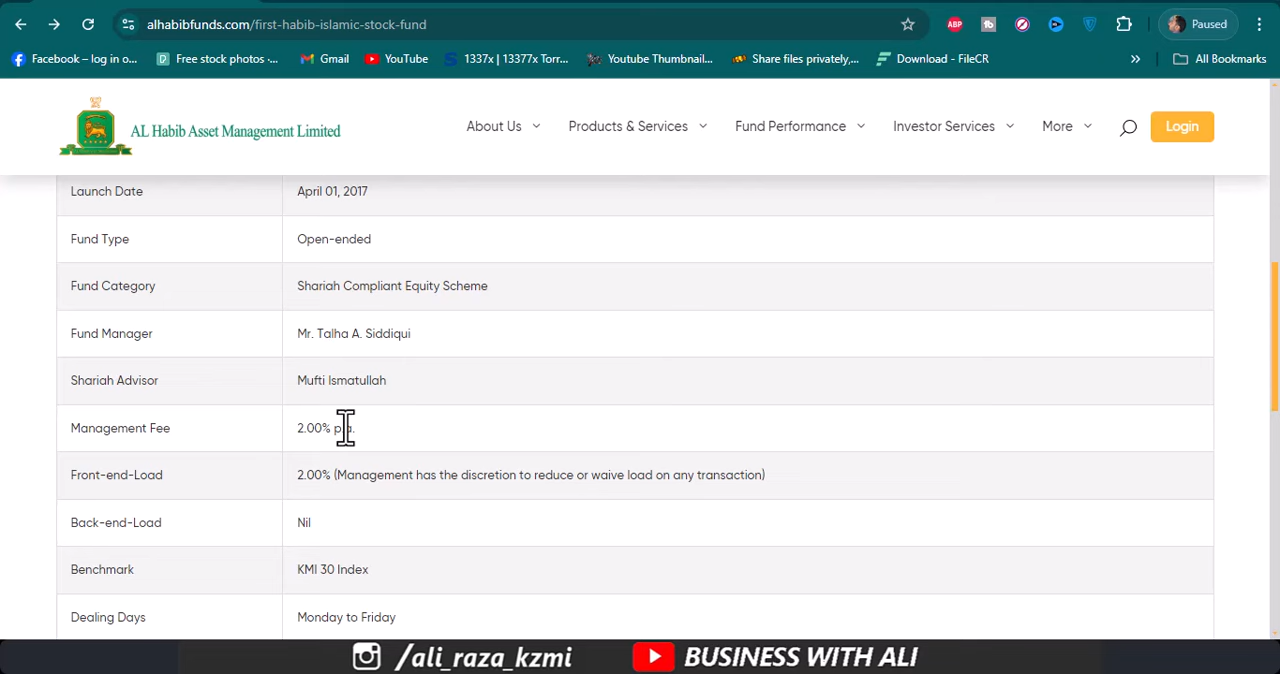 alhabibfunds.com/first-habib-islamic-stock-fund
ABP
Paused
Facebook – log in o...
Free stock photos -...
Gmail
YouTube
1337x | 13377x Torr...
Youtube Thumbnail...
Share files privately,...
Download - FileCR
»
All Bookmarks
AL Habib Asset Management Limited
About Us
Products & Services
Fund Performance
Investor Services
More
Login
Launch Date April 01, 2017
Fund Type Open-ended
Fund Category Shariah Compliant Equity Scheme
Fund Manager Mr. Talha A. Siddiqui
Shariah Advisor Mufti Ismatullah
Management Fee 2.00% p.a.
Front-end-Load 2.00% (Management has the discretion to reduce or waive load on any transaction)
Back-end-Load Nil
Benchmark KMI 30 Index
Dealing Days Monday to Friday
/ali_raza_kzmi BUSINESS WITH ALI